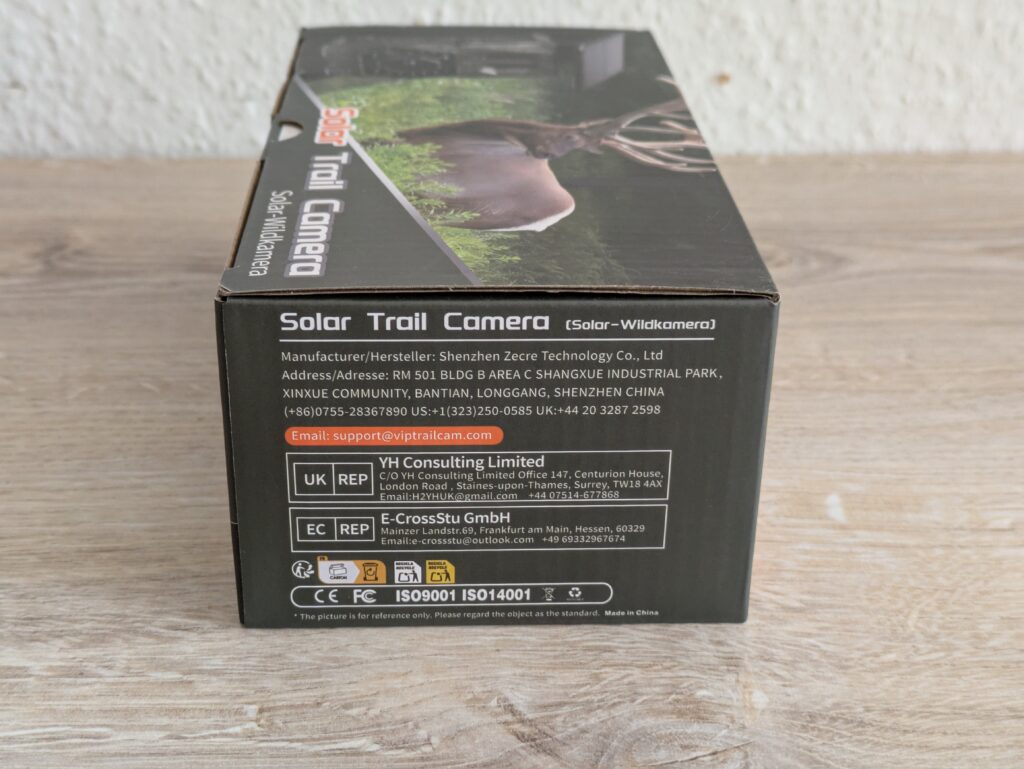 Solar Trail Camera
Solar-Wildkamera
Solar Trail Camera (Solar-Wildkamera)
Manufacturer/Hersteller: Shenzhen Zecre Technology Co., Ltd
Address/Adresse: RM 501 BLDG B AREA C SHANGXUE INDUSTRIAL PARK,
XINXUE COMMUNITY, BANTIAN, LONGGANG, SHENZHEN CHINA
(+86)0755-28367890 US:+1(323)250-0585 UK:+44 20 3287 2598
Email: support@viptrailcam.com
UK REP
YH Consulting Limited
C/O YH Consulting Limited Office 147, Centurion House,
London Road , Staines-upon-Thames, Surrey, TW18 4AX
Email:H2YHUK@gmail.com +44 07514-677868
EC REP
E-CrossStu GmbH
Mainzer Landstr.69, Frankfurt am Main, Hessen, 60329
Email:e-crossstu@outlook.com +49 69332967674
CARTON
RECICLA
RECYCLE
RECICLA
RECYCLE
CE FC ISO9001 ISO14001
* The picture is for reference only. Please regard the object as the standard. Made in China